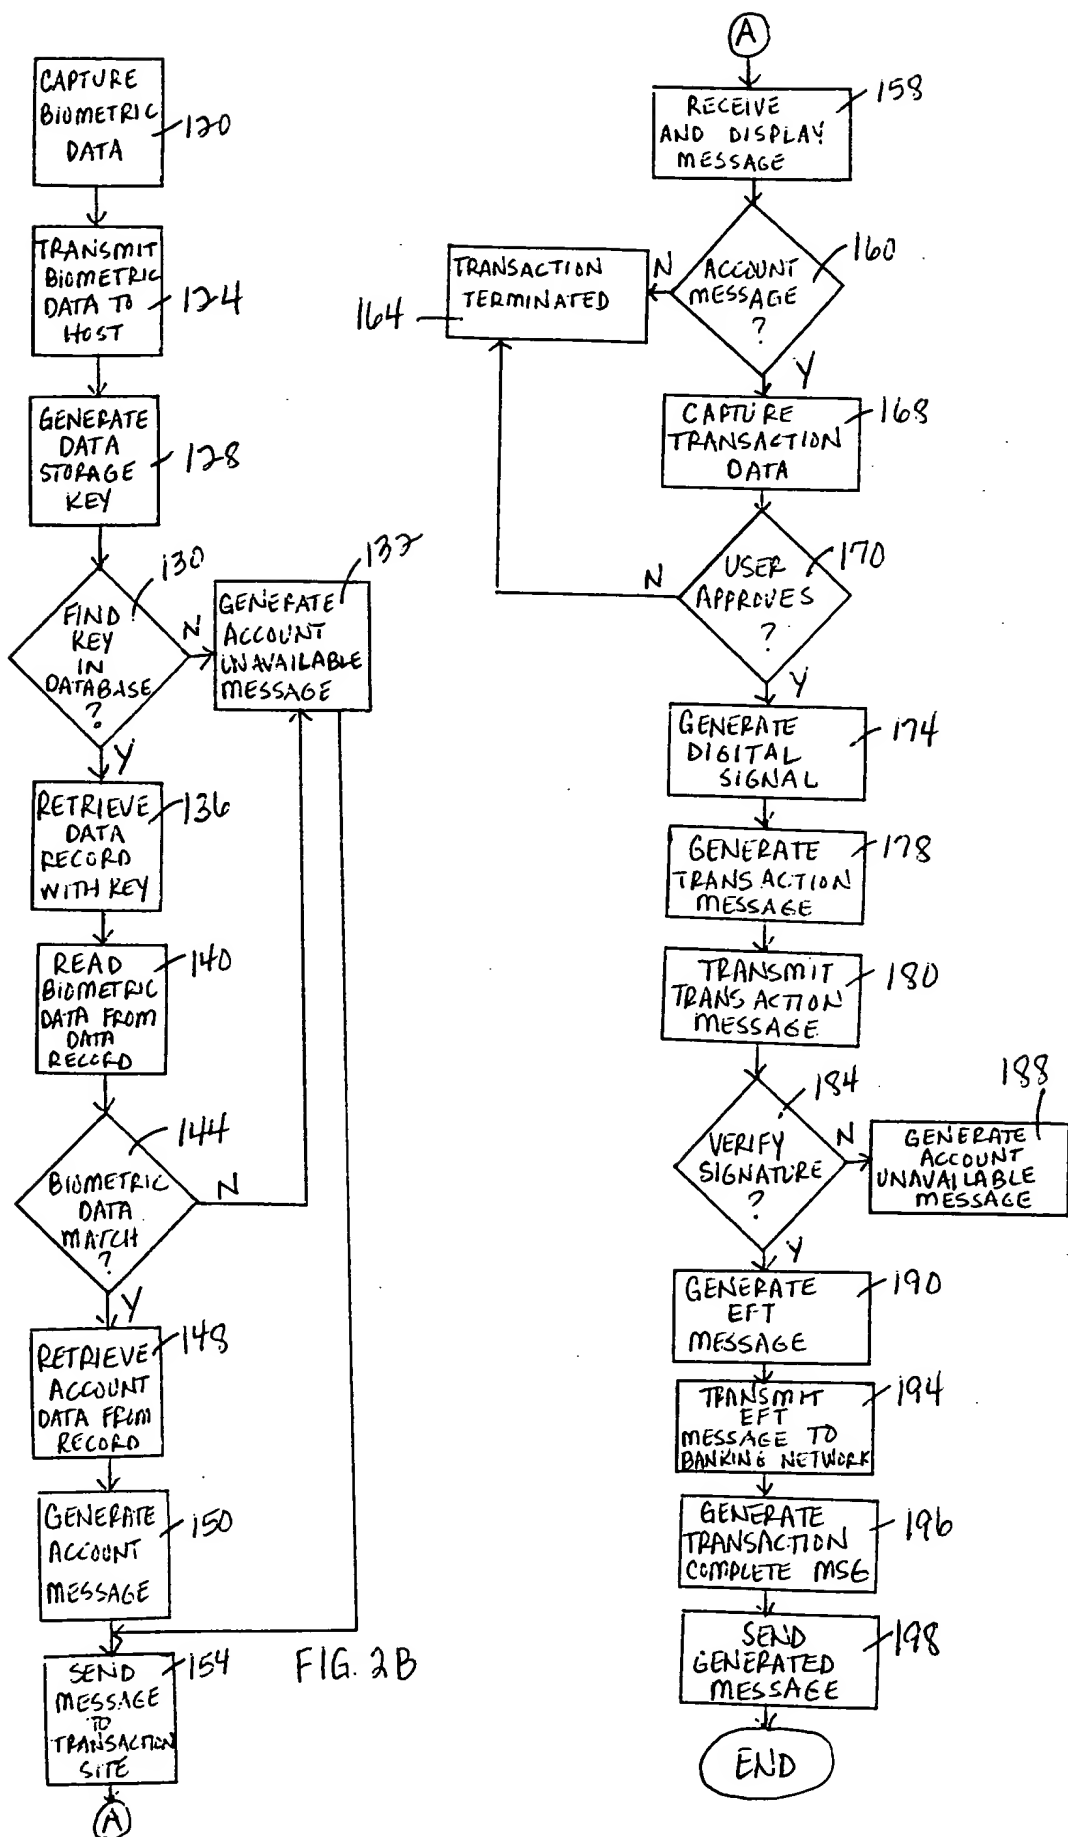 CAPTURE
BIOMETRIC
DATA
120
TRANSMIT
BIOMETRIC
DATA TO
HOST
124
GENERATE
DATA
STORAGE
KEY
128
130
FIND
KEY
IN
DATABASE
?
N
Y
132
GENERATE
ACCOUNT
UNAVAILABLE
MESSAGE
RETRIEVE
DATA
RECORD
WITH KEY
136
READ
BIOMETRIC
DATA FROM
DATA
RECORD
140
144
BIOMETRIC
DATA
MATCH
?
N
Y
RETRIEVE
ACCOUNT
DATA FROM
RECORD
148
GENERATE
ACCOUNT
MESSAGE
150
SEND
MESSAGE
TO
TRANSACTION
SITE
154
A
FIG. 2B
A
RECEIVE
AND DISPLAY
MESSAGE
158
ACCOUNT
MESSAGE
?
160
N
Y
TRANSACTION
TERMINATED
164
CAPTURE
TRANSACTION
DATA
168
USER
APPROVES
?
170
N
Y
GENERATE
DIGITAL
SIGNAL
174
GENERATE
TRANSACTION
MESSAGE
178
TRANSMIT
TRANSACTION
MESSAGE
180
184
VERIFY
SIGNATURE
?
N
Y
188
GENERATE
ACCOUNT
UNAVAILABLE
MESSAGE
GENERATE
EFT
MESSAGE
190
TRANSMIT
EFT
MESSAGE TO
BANKING NETWORK
194
GENERATE
TRANSACTION
COMPLETE MSG
196
SEND
GENERATED
MESSAGE
198
END